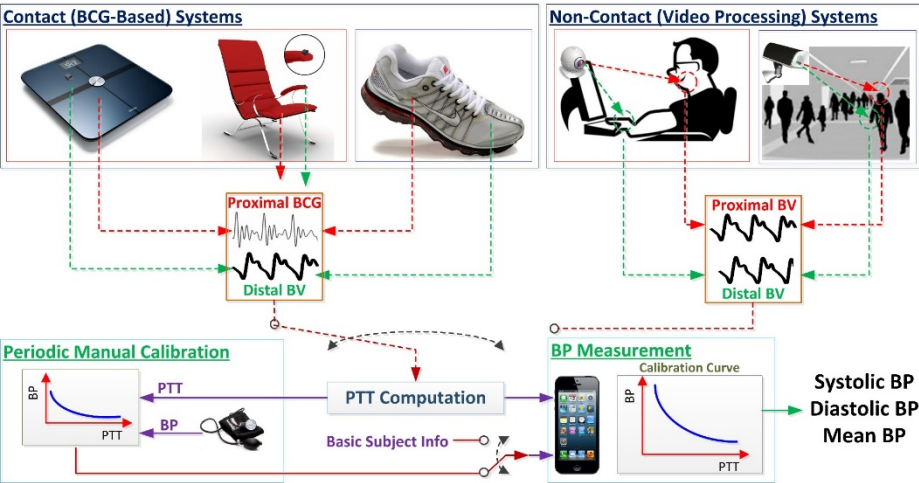 Contact (BCG-Based) Systems
Non-Contact (Video Processing) Systems
Proximal BCG
Distal BV
Proximal BV
Distal BV
Periodic Manual Calibration
BP
PTT
PTT
BP
PTT Computation
Basic Subject Info
BP Measurement
Calibration Curve
BP
PTT
Systolic BP
Diastolic BP
Mean BP